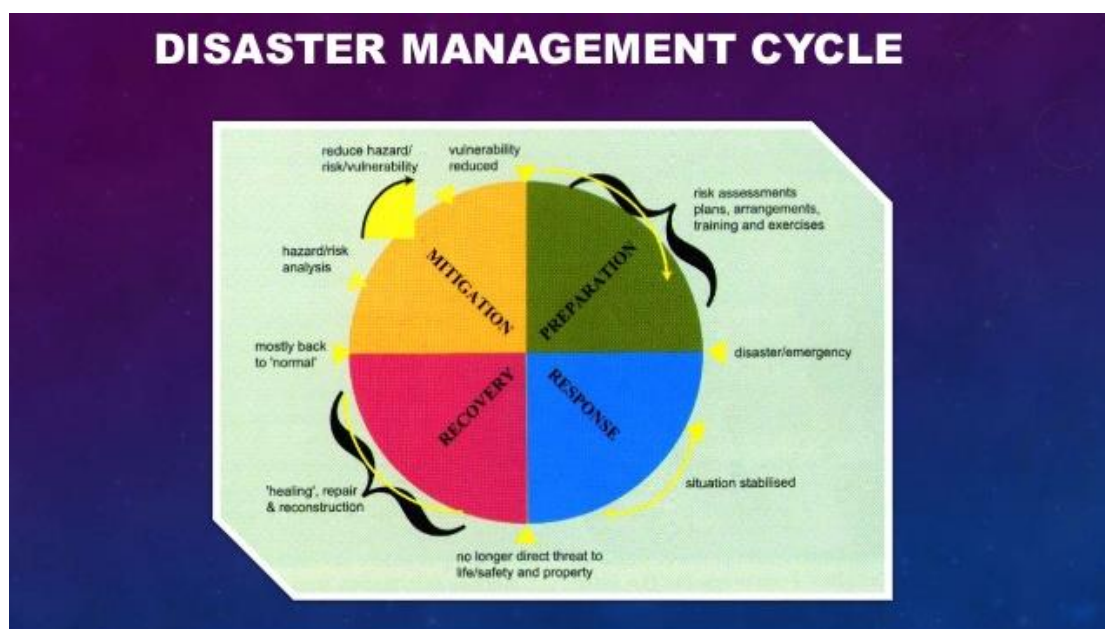 DISASTER MANAGEMENT CYCLE
reduce hazard/
risk/vulnerability
vulnerability
reduced
risk assessments
plans, arrangements,
training and exercises
hazard/risk
analysis
MITIGATION
PREPARATION
mostly back
to 'normal'
disaster/emergency
RECOVERY
RESPONSE
'healing', repair
& reconstruction
situation stabilised
no longer direct threat to
life/safety and property